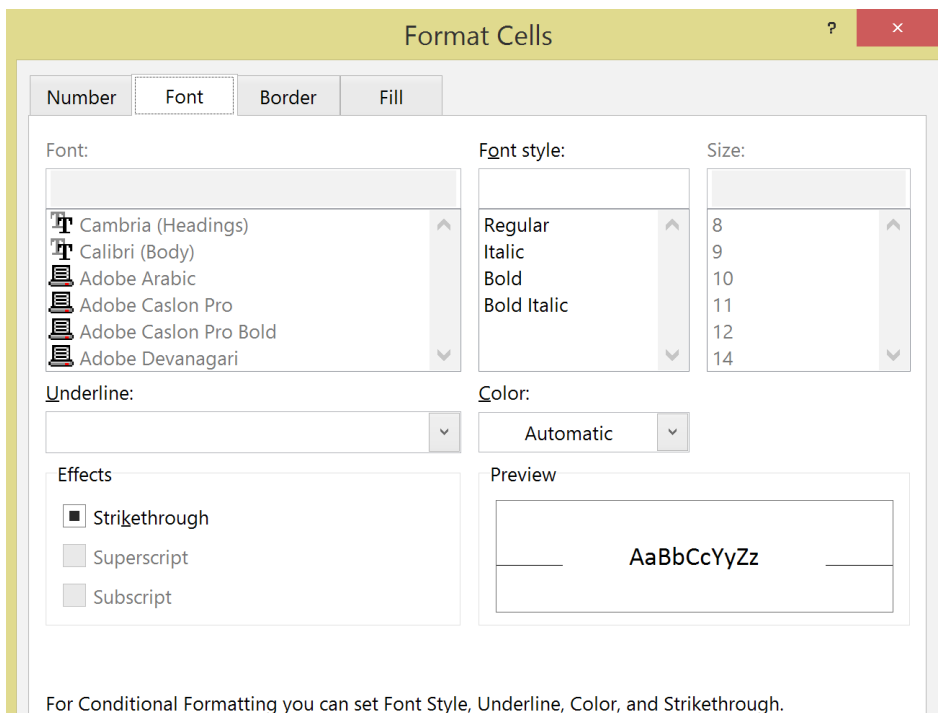 Format Cells
?
Number Font Border Fill
Font: Font style: Size:
Cambria (Headings) Regular 8
Calibri (Body) Italic 9
Adobe Arabic Bold 10
Adobe Caslon Pro Bold Italic 11
Adobe Caslon Pro Bold 12
Adobe Devanagari 14
Underline: Color:
Automatic
Effects Preview
Strikethrough
AaBbCcYyZz
Superscript
Subscript
For Conditional Formatting you can set Font Style, Underline, Color, and Strikethrough.